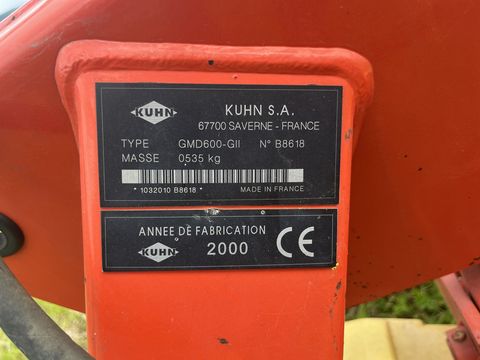 KUHN
KUHN S.A.
67700 SAVERNE - FRANCE
TYPE GMD600-GII N° B8618
MASSE 0535 kg
* 1032010 B8618 * MADE IN FRANCE
ANNEE DE FABRICATION
KUHN 2000 CE